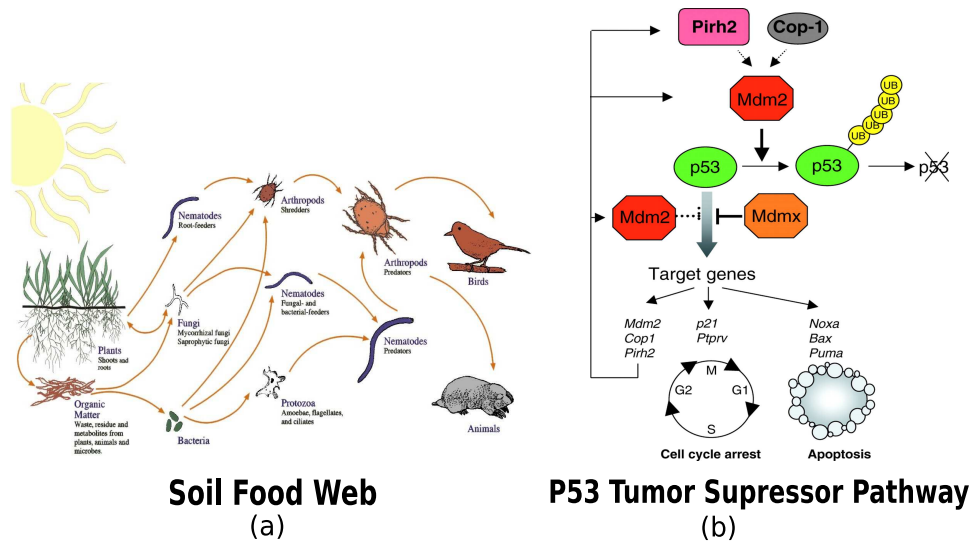 Nematodes
Root-feeders
Arthropods
Shredders
Arthropods
Predators
Birds
Nematodes
Fungal- and
bacterial-feeders
Fungi
Mycorrhizal fungi
Saprophytic fungi
Plants
Shoots and
roots
Nematodes
Predators
Organic
Matter
Waste, residue and
metabolites from
plants, animals and
microbes.
Bacteria
Protozoa
Amoebae, flagellates,
and ciliates
Animals
Soil Food Web
(a)
Pirh2
Cop-1
Mdm2
UB
UB
UB
UB
p53
p53
p53
Mdm2
Mdmx
Target genes
Mdm2
Cop1
Pirh2
p21
Ptprv
Noxa
Bax
Puma
M
G2
G1
S
Cell cycle arrest
Apoptosis
P53 Tumor Supressor Pathway
(b)